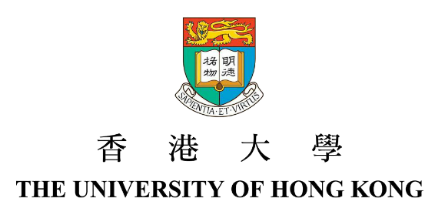 明德
格物
SAPIENTIA·ET·VIRTUS
香港大學
THE UNIVERSITY OF HONG KONG